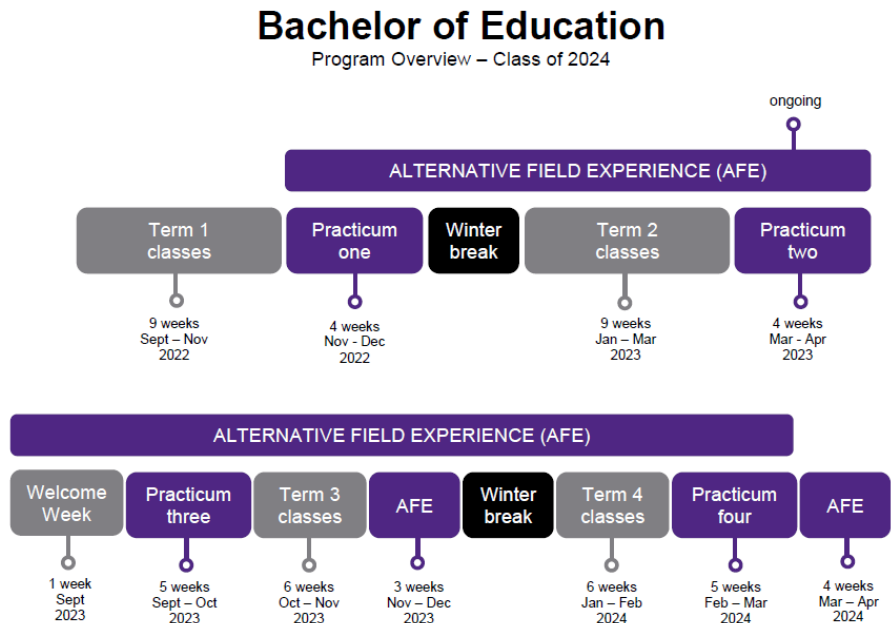 Bachelor of Education
Program Overview – Class of 2024
ongoing
ALTERNATIVE FIELD EXPERIENCE (AFE)
Term 1
classes
Practicum
one
Winter
break
Term 2
classes
Practicum
two
9 weeks
Sept – Nov
2022
4 weeks
Nov - Dec
2022
9 weeks
Jan – Mar
2023
4 weeks
Mar - Apr
2023
ALTERNATIVE FIELD EXPERIENCE (AFE)
Welcome
Week
Practicum
three
Term 3
classes
AFE
Winter
break
Term 4
classes
Practicum
four
AFE
1 week
Sept
2023
5 weeks
Sept – Oct
2023
6 weeks
Oct – Nov
2023
3 weeks
Nov – Dec
2023
6 weeks
Jan – Feb
2024
5 weeks
Feb – Mar
2024
4 weeks
Mar – Apr
2024